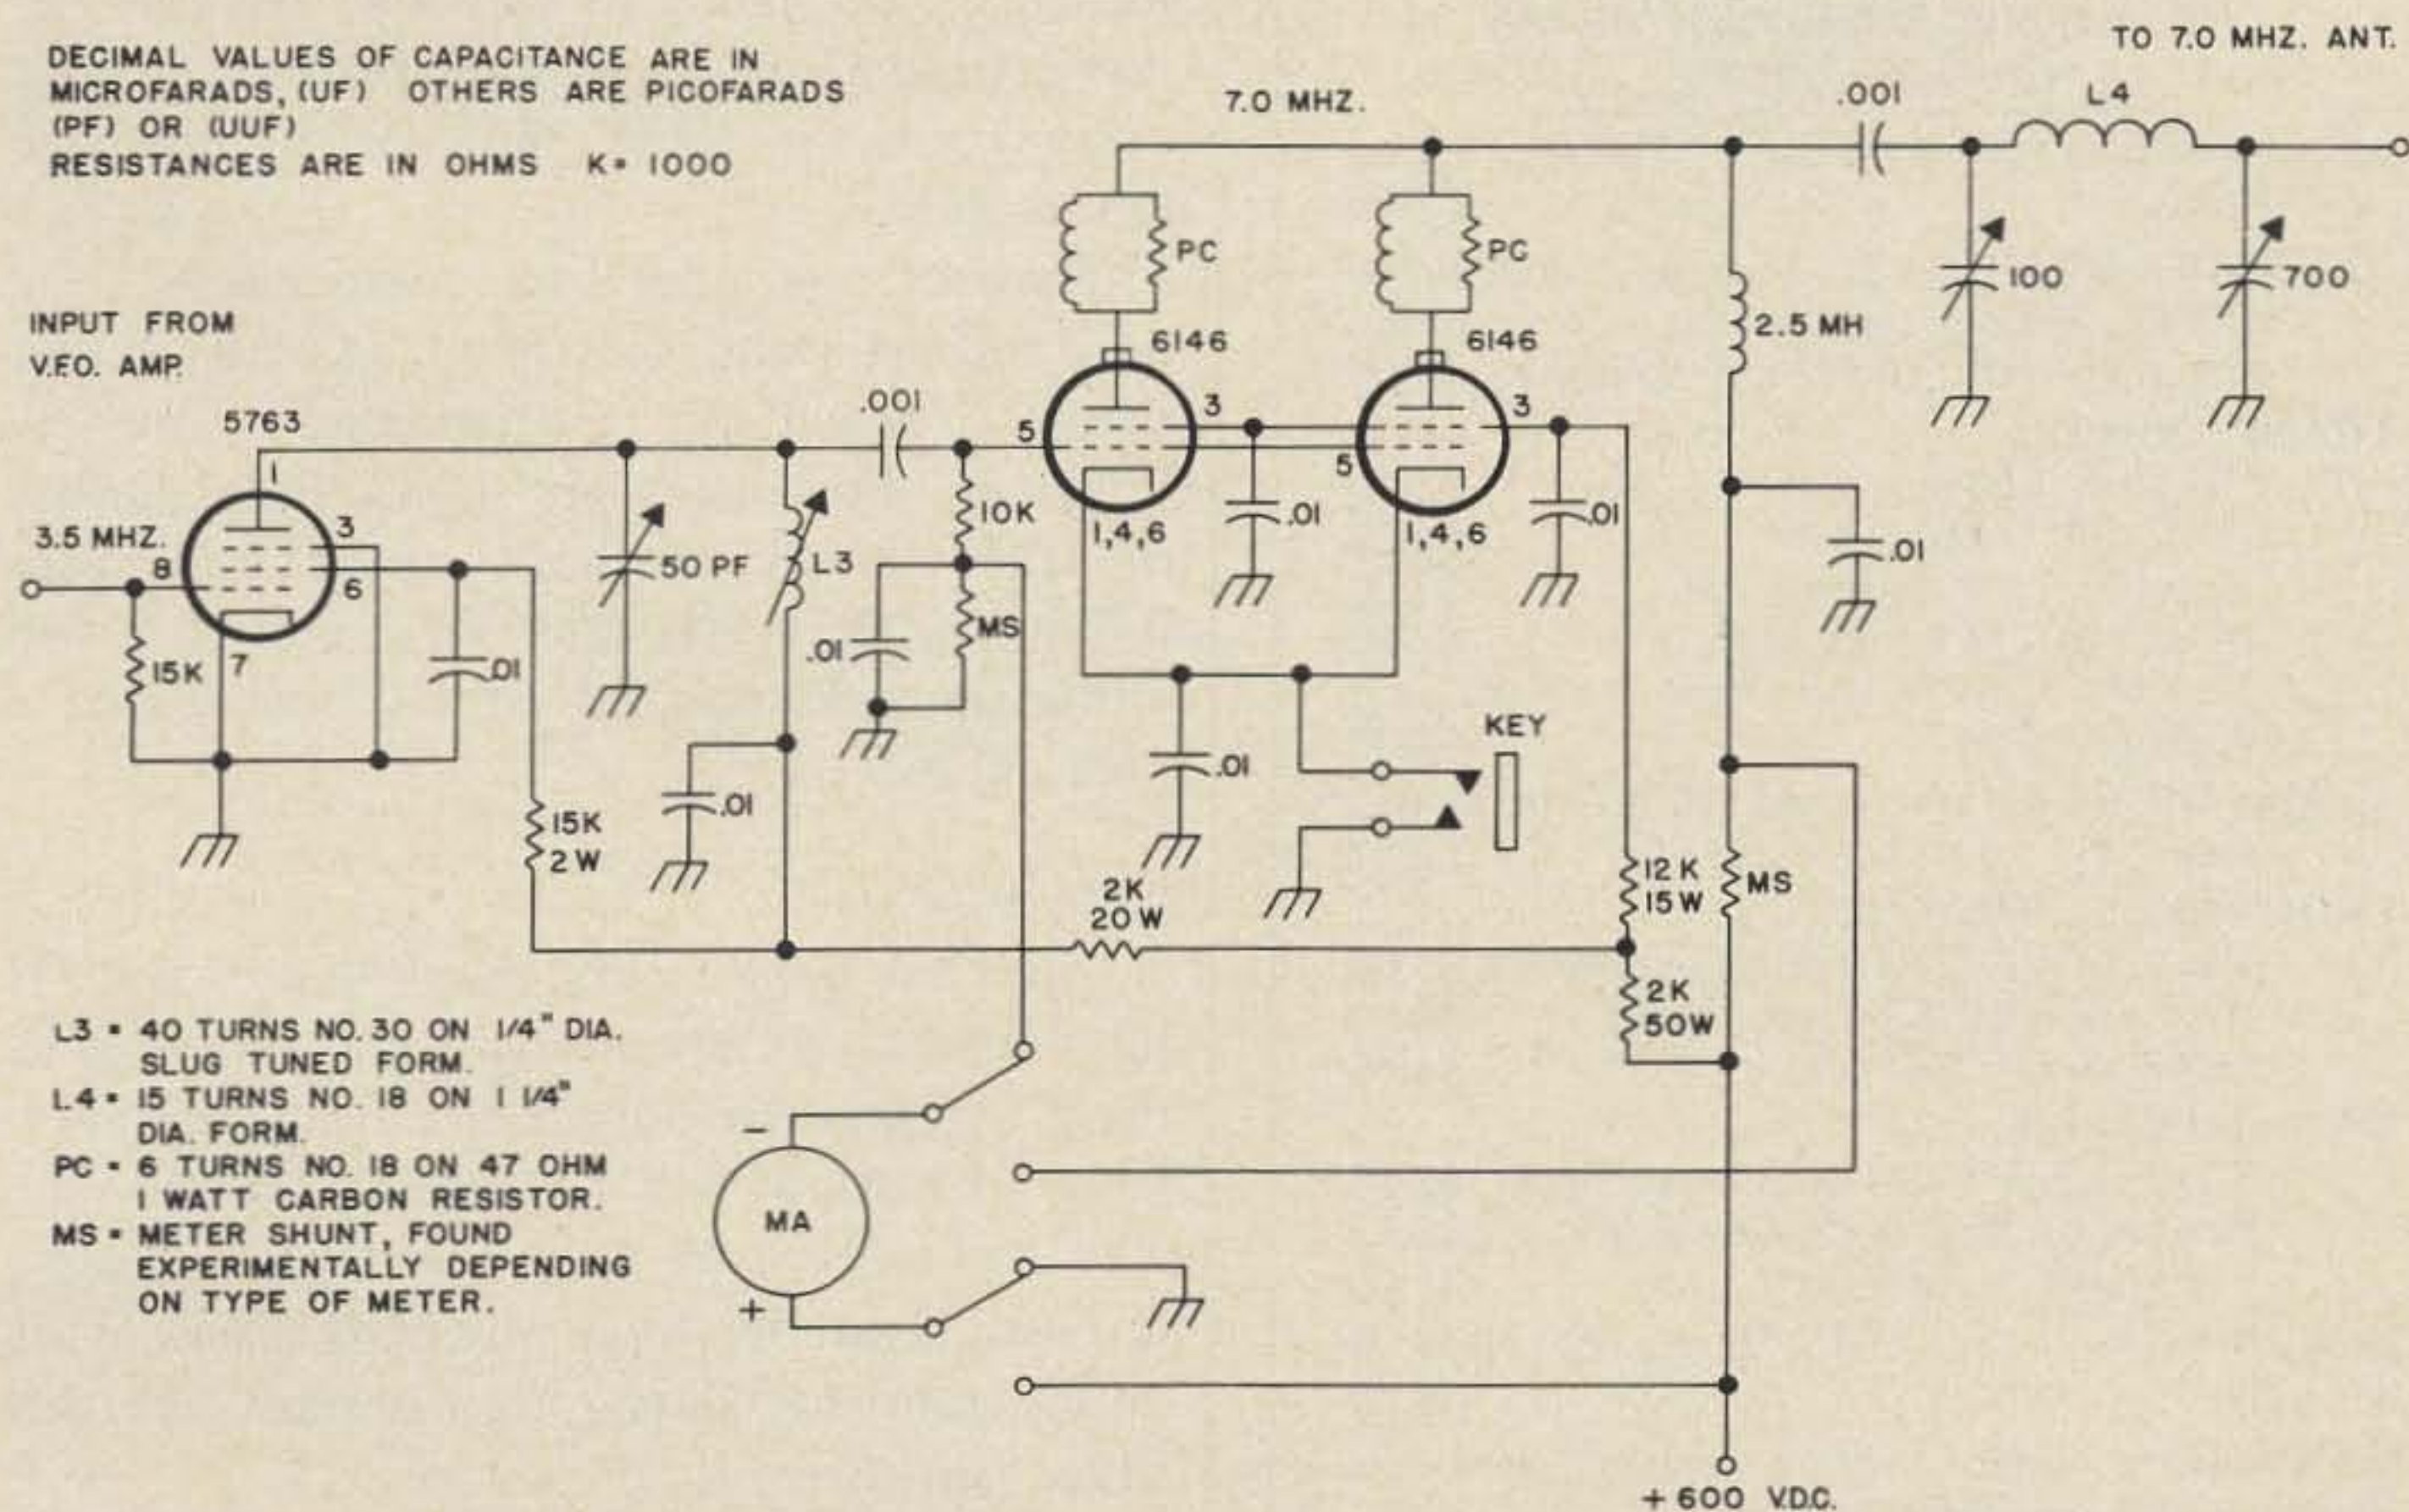 DECIMAL VALUES OF CAPACITANCE ARE IN
MICROFARADS, (UF) OTHERS ARE PICOFARADS
(PF) OR (UUF)
RESISTANCES ARE IN OHMS K= 1000
TO 7.0 MHZ. ANT.
7.0 MHZ.
.001
L4
PC
PC
100
700
INPUT FROM
V.F.O. AMP.
6146
6146
2.5 MH
5763
.001
1
5
3
5
3
3.5 MHZ.
8
3
6
7
15K
.01
50 PF
L3
10K
MS
.01
.01
1,4,6
.01
1,4,6
.01
.01
15K
2W
.01
KEY
2K
20W
12K
15W
MS
2K
50W
L3 = 40 TURNS NO. 30 ON 1/4" DIA.
SLUG TUNED FORM.
L4 = 15 TURNS NO. 18 ON 1 1/4"
DIA. FORM.
PC = 6 TURNS NO. 18 ON 47 OHM
1 WATT CARBON RESISTOR.
MS = METER SHUNT, FOUND
EXPERIMENTALLY DEPENDING
ON TYPE OF METER.
-
MA
+
+600 V.D.C.